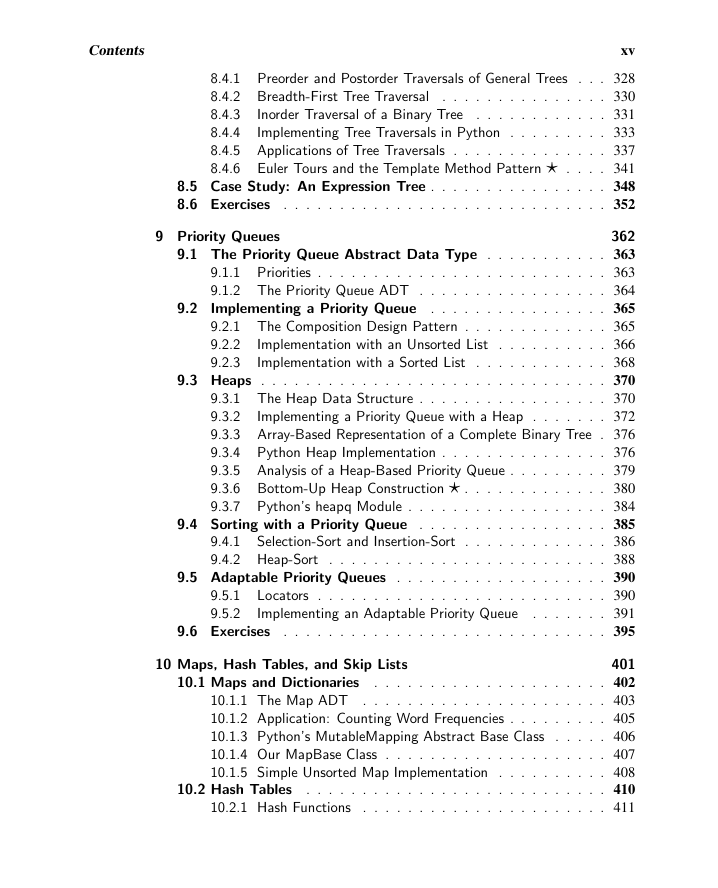 Contents xv
8.4.1 Preorder and Postorder Traversals of General Trees . . . 328
8.4.2 Breadth-First Tree Traversal . . . . . . . . . . . . . . . 330
8.4.3 Inorder Traversal of a Binary Tree . . . . . . . . . . . . 331
8.4.4 Implementing Tree Traversals in Python . . . . . . . . . 333
8.4.5 Applications of Tree Traversals . . . . . . . . . . . . . . 337
8.4.6 Euler Tours and the Template Method Pattern ★ . . . . 341
8.5 Case Study: An Expression Tree . . . . . . . . . . . . . . . . 348
8.6 Exercises . . . . . . . . . . . . . . . . . . . . . . . . . . . . . 352
9 Priority Queues 362
9.1 The Priority Queue Abstract Data Type . . . . . . . . . . . 363
9.1.1 Priorities . . . . . . . . . . . . . . . . . . . . . . . . . . 363
9.1.2 The Priority Queue ADT . . . . . . . . . . . . . . . . . 364
9.2 Implementing a Priority Queue . . . . . . . . . . . . . . . . 365
9.2.1 The Composition Design Pattern . . . . . . . . . . . . . 365
9.2.2 Implementation with an Unsorted List . . . . . . . . . . 366
9.2.3 Implementation with a Sorted List . . . . . . . . . . . . 368
9.3 Heaps . . . . . . . . . . . . . . . . . . . . . . . . . . . . . . . 370
9.3.1 The Heap Data Structure . . . . . . . . . . . . . . . . . 370
9.3.2 Implementing a Priority Queue with a Heap . . . . . . . 372
9.3.3 Array-Based Representation of a Complete Binary Tree . 376
9.3.4 Python Heap Implementation . . . . . . . . . . . . . . . 376
9.3.5 Analysis of a Heap-Based Priority Queue . . . . . . . . . 379
9.3.6 Bottom-Up Heap Construction ★ . . . . . . . . . . . . . 380
9.3.7 Python's heapq Module . . . . . . . . . . . . . . . . . . 384
9.4 Sorting with a Priority Queue . . . . . . . . . . . . . . . . . 385
9.4.1 Selection-Sort and Insertion-Sort . . . . . . . . . . . . . 386
9.4.2 Heap-Sort . . . . . . . . . . . . . . . . . . . . . . . . . 388
9.5 Adaptable Priority Queues . . . . . . . . . . . . . . . . . . . 390
9.5.1 Locators . . . . . . . . . . . . . . . . . . . . . . . . . . 390
9.5.2 Implementing an Adaptable Priority Queue . . . . . . . 391
9.6 Exercises . . . . . . . . . . . . . . . . . . . . . . . . . . . . . 395
10 Maps, Hash Tables, and Skip Lists 401
10.1 Maps and Dictionaries . . . . . . . . . . . . . . . . . . . . . 402
10.1.1 The Map ADT . . . . . . . . . . . . . . . . . . . . . . 403
10.1.2 Application: Counting Word Frequencies . . . . . . . . . 405
10.1.3 Python's MutableMapping Abstract Base Class . . . . . 406
10.1.4 Our MapBase Class . . . . . . . . . . . . . . . . . . . . 407
10.1.5 Simple Unsorted Map Implementation . . . . . . . . . . 408
10.2 Hash Tables . . . . . . . . . . . . . . . . . . . . . . . . . . . 410
10.2.1 Hash Functions . . . . . . . . . . . . . . . . . . . . . . 411